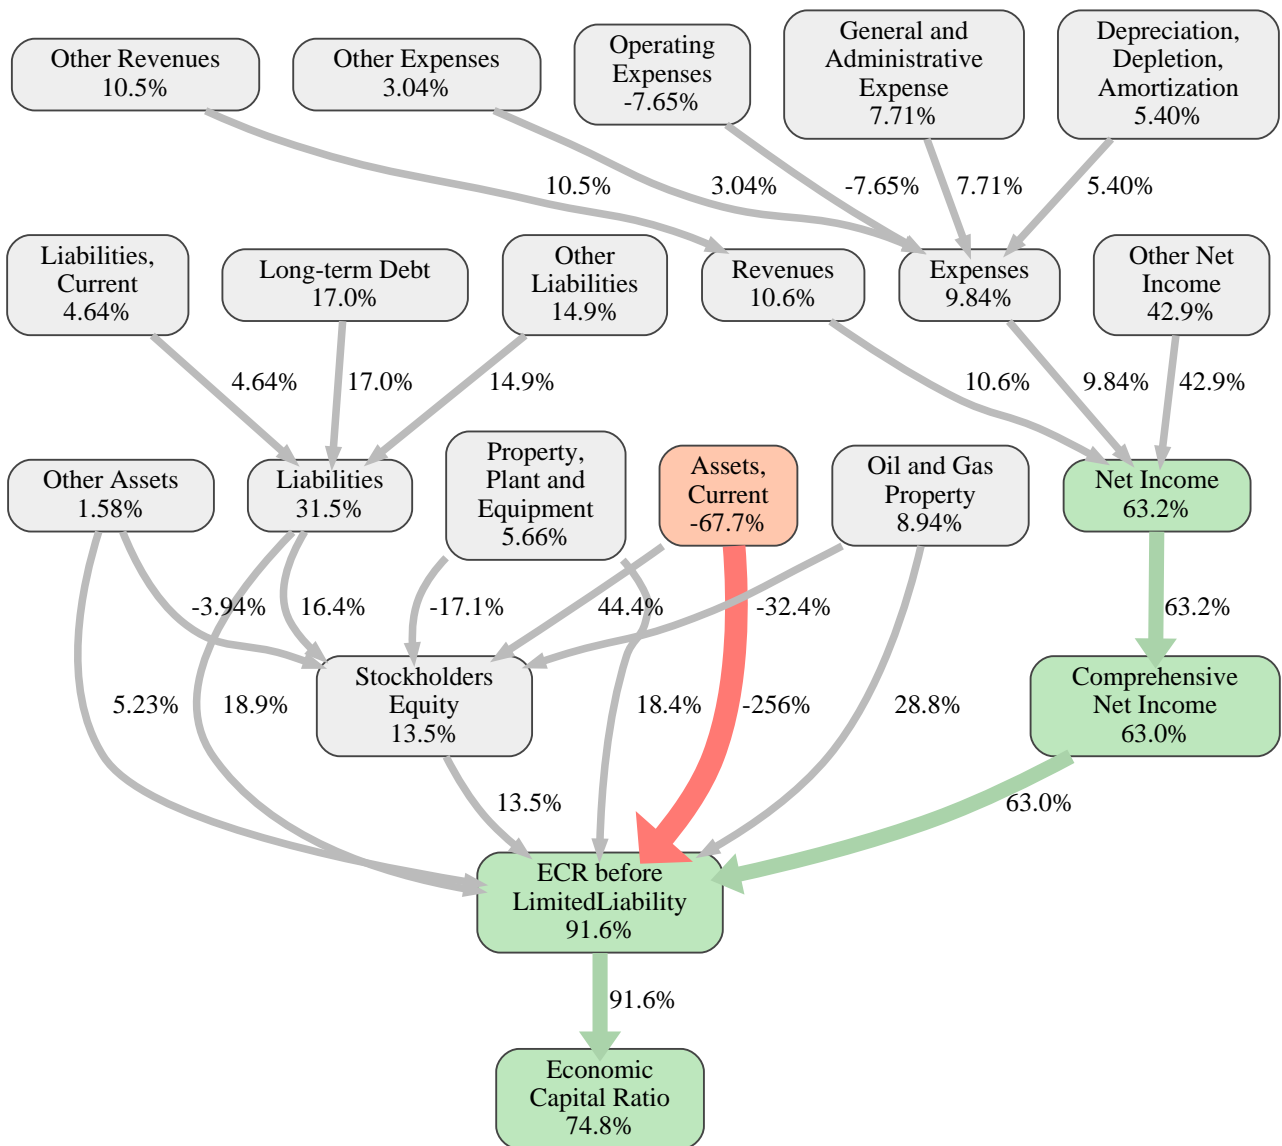 Other Revenues
10.5%
Other Expenses
3.04%
Operating
Expenses
-7.65%
General and
Administrative
Expense
7.71%
Depreciation,
Depletion,
Amortization
5.40%
10.5%
3.04%
-7.65%
7.71%
5.40%
Liabilities,
Current
4.64%
Long-term Debt
17.0%
Other
Liabilities
14.9%
Revenues
10.6%
Expenses
9.84%
Other Net
Income
42.9%
4.64%
17.0%
14.9%
10.6%
9.84%
42.9%
Other Assets
1.58%
Liabilities
31.5%
Property,
Plant and
Equipment
5.66%
Assets,
Current
-67.7%
Oil and Gas
Property
8.94%
Net Income
63.2%
-3.94%
16.4%
-17.1%
44.4%
-32.4%
63.2%
5.23%
18.9%
Stockholders
Equity
13.5%
18.4%
-256%
28.8%
Comprehensive
Net Income
63.0%
13.5%
63.0%
ECR before
LimitedLiability
91.6%
91.6%
Economic
Capital Ratio
74.8%